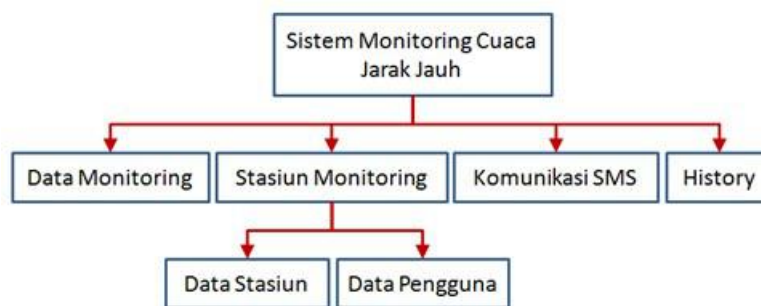 Sistem Monitoring Cuaca
Jarak Jauh
Data Monitoring
Stasiun Monitoring
Komunikasi SMS
History
Data Stasiun
Data Pengguna